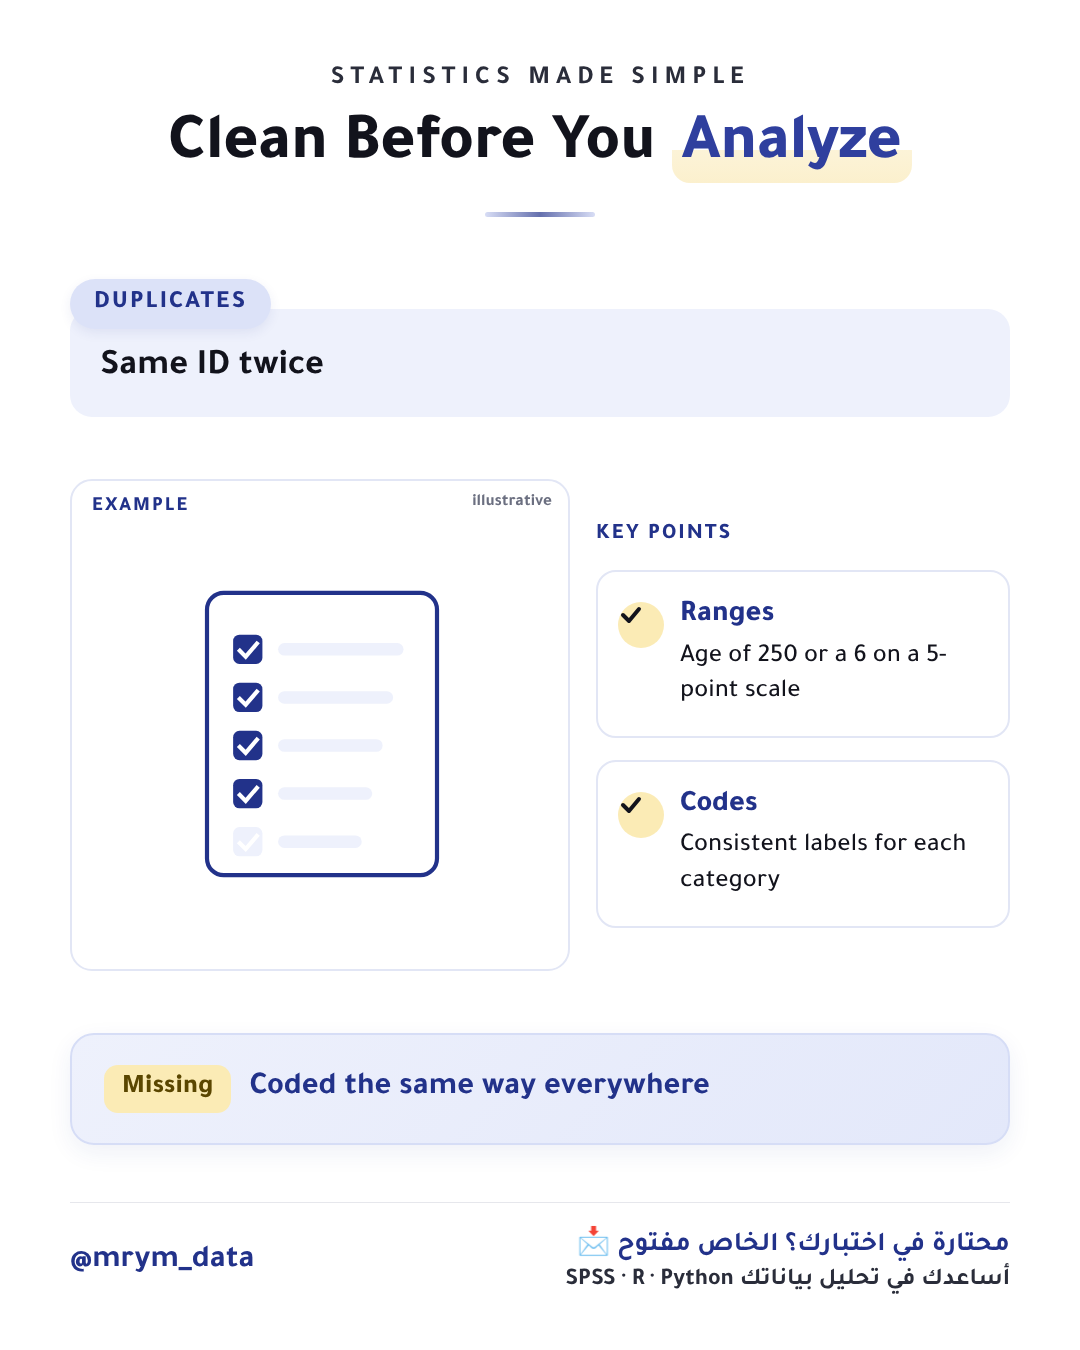 STATISTICS MADE SIMPLE
Clean Before You Analyze
DUPLICATES
Same ID twice
EXAMPLE
illustrative
KEY POINTS
Ranges
Age of 250 or a 6 on a 5-
point scale
Codes
Consistent labels for each
category
Missing Coded the same way everywhere
@mrym_data
محتارة في اختبارك؟ الخاص مفتوح 📩
أساعدك في تحليل بياناتك SPSS · R · Python